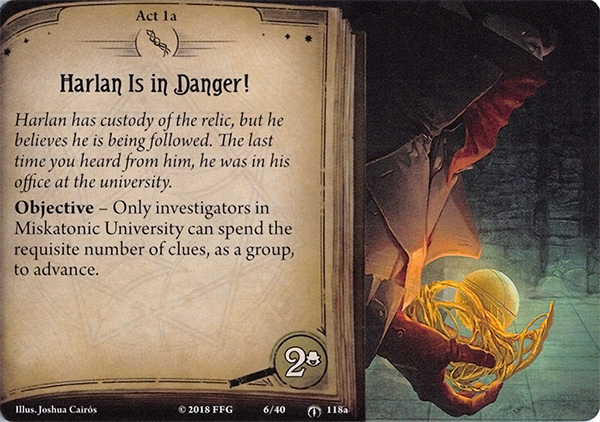 Act 1a
Harlan Is in Danger!
Harlan has custody of the relic, but he
believes he is being followed. The last
time you heard from him, he was in his
office at the university.
Objective – Only investigators in
Miskatonic University can spend the
requisite number of clues, as a group,
to advance.
2
Illus. Joshua Cairós © 2018 FFG 6/40 118a